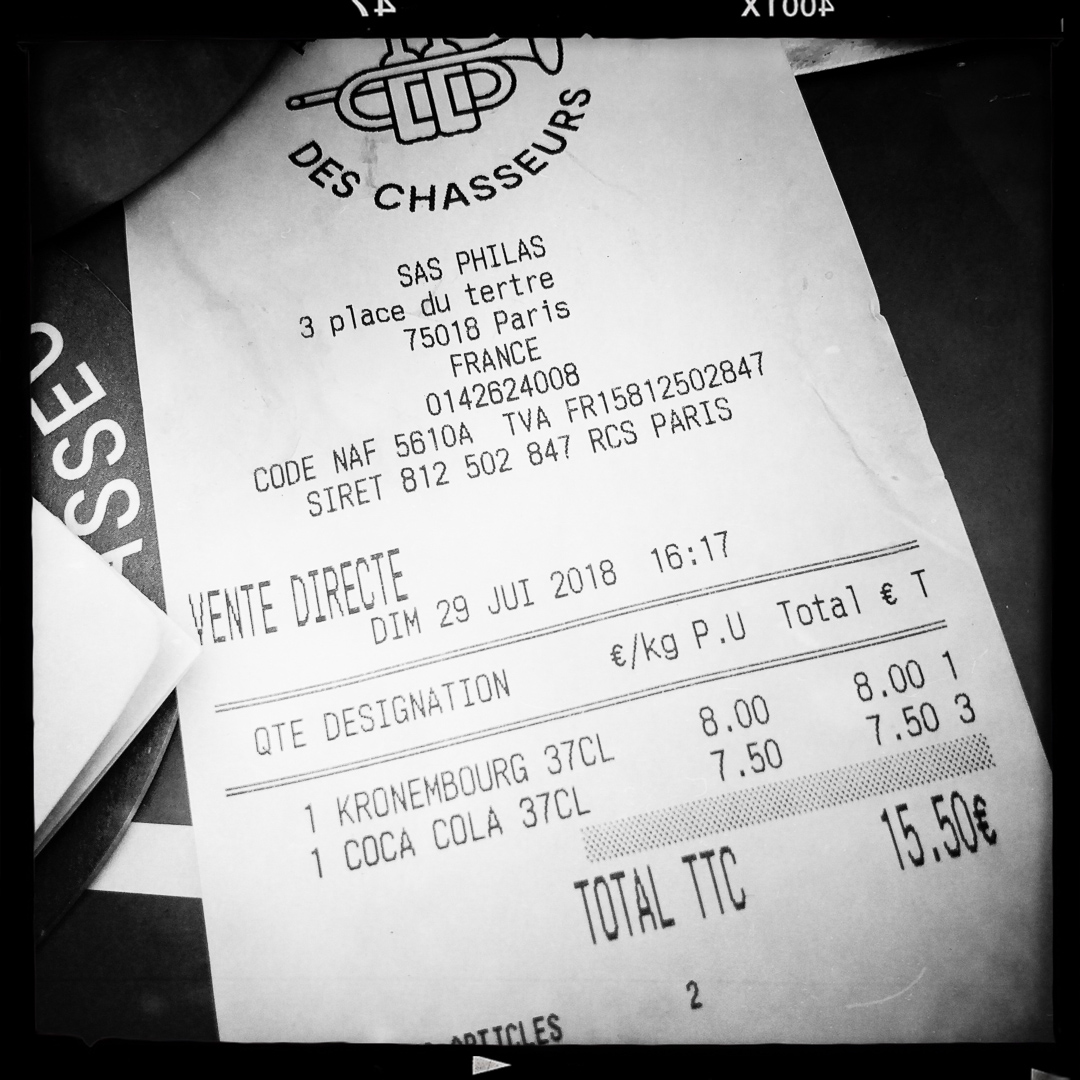 DES CHASSEURS
SAS PHILAS
3 place du tertre
75018 Paris
FRANCE
0142624008
CODE NAF 5610A TVA FR15812502847
SIRET 812 502 847 RCS PARIS
VENTE DIRECTE
DIM 29 JUI 2018 16:17
QTE DESIGNATION €/kg P.U Total € T
1 KRONEMBOURG 37CL 8.00 8.00 1
1 COCA COLA 37CL 7.50 7.50 3
TOTAL TTC 15.50€
2
ARTICLES